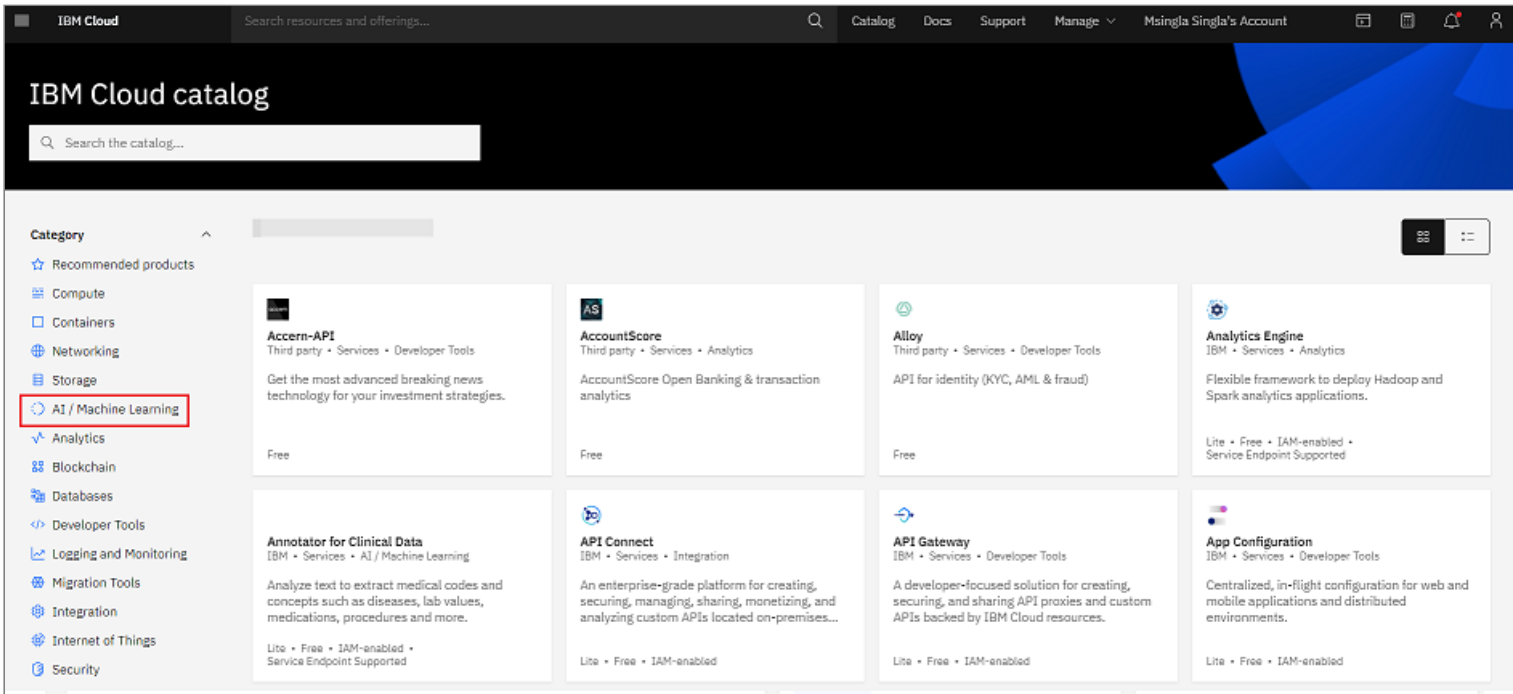 IBM Cloud
Search resources and offerings...
Catalog
Docs
Support
Manage
Msingla Singla's Account
IBM Cloud catalog
Search the catalog...
Category
Recommended products
Compute
Containers
Networking
Storage
AI / Machine Learning
Analytics
Blockchain
Databases
Developer Tools
Logging and Monitoring
Migration Tools
Integration
Internet of Things
Security
Accern-API
Third party • Services • Developer Tools
Get the most advanced breaking news
technology for your investment strategies.
Free
AS
AccountScore
Third party • Services • Analytics
AccountScore Open Banking & transaction
analytics
Free
Alloy
Third party • Services • Developer Tools
API for identity (KYC, AML & fraud)
Free
Analytics Engine
IBM • Services • Analytics
Flexible framework to deploy Hadoop and
Spark analytics applications.
Lite • Free • IAM-enabled •
Service Endpoint Supported
Annotator for Clinical Data
IBM • Services • AI / Machine Learning
Analyze text to extract medical codes and
concepts such as diseases, lab values,
medications, procedures and more.
Lite • Free • IAM-enabled •
Service Endpoint Supported
API Connect
IBM • Services • Integration
An enterprise-grade platform for creating,
securing, managing, sharing, monetizing, and
analyzing custom APIs located on-premises...
Lite • Free • IAM-enabled
API Gateway
IBM • Services • Developer Tools
A developer-focused solution for creating,
securing, and sharing API proxies and custom
APIs backed by IBM Cloud resources.
Lite • Free • IAM-enabled
App Configuration
IBM • Services • Developer Tools
Centralized, in-flight configuration for web and
mobile applications and distributed
environments.
Lite • Free • IAM-enabled